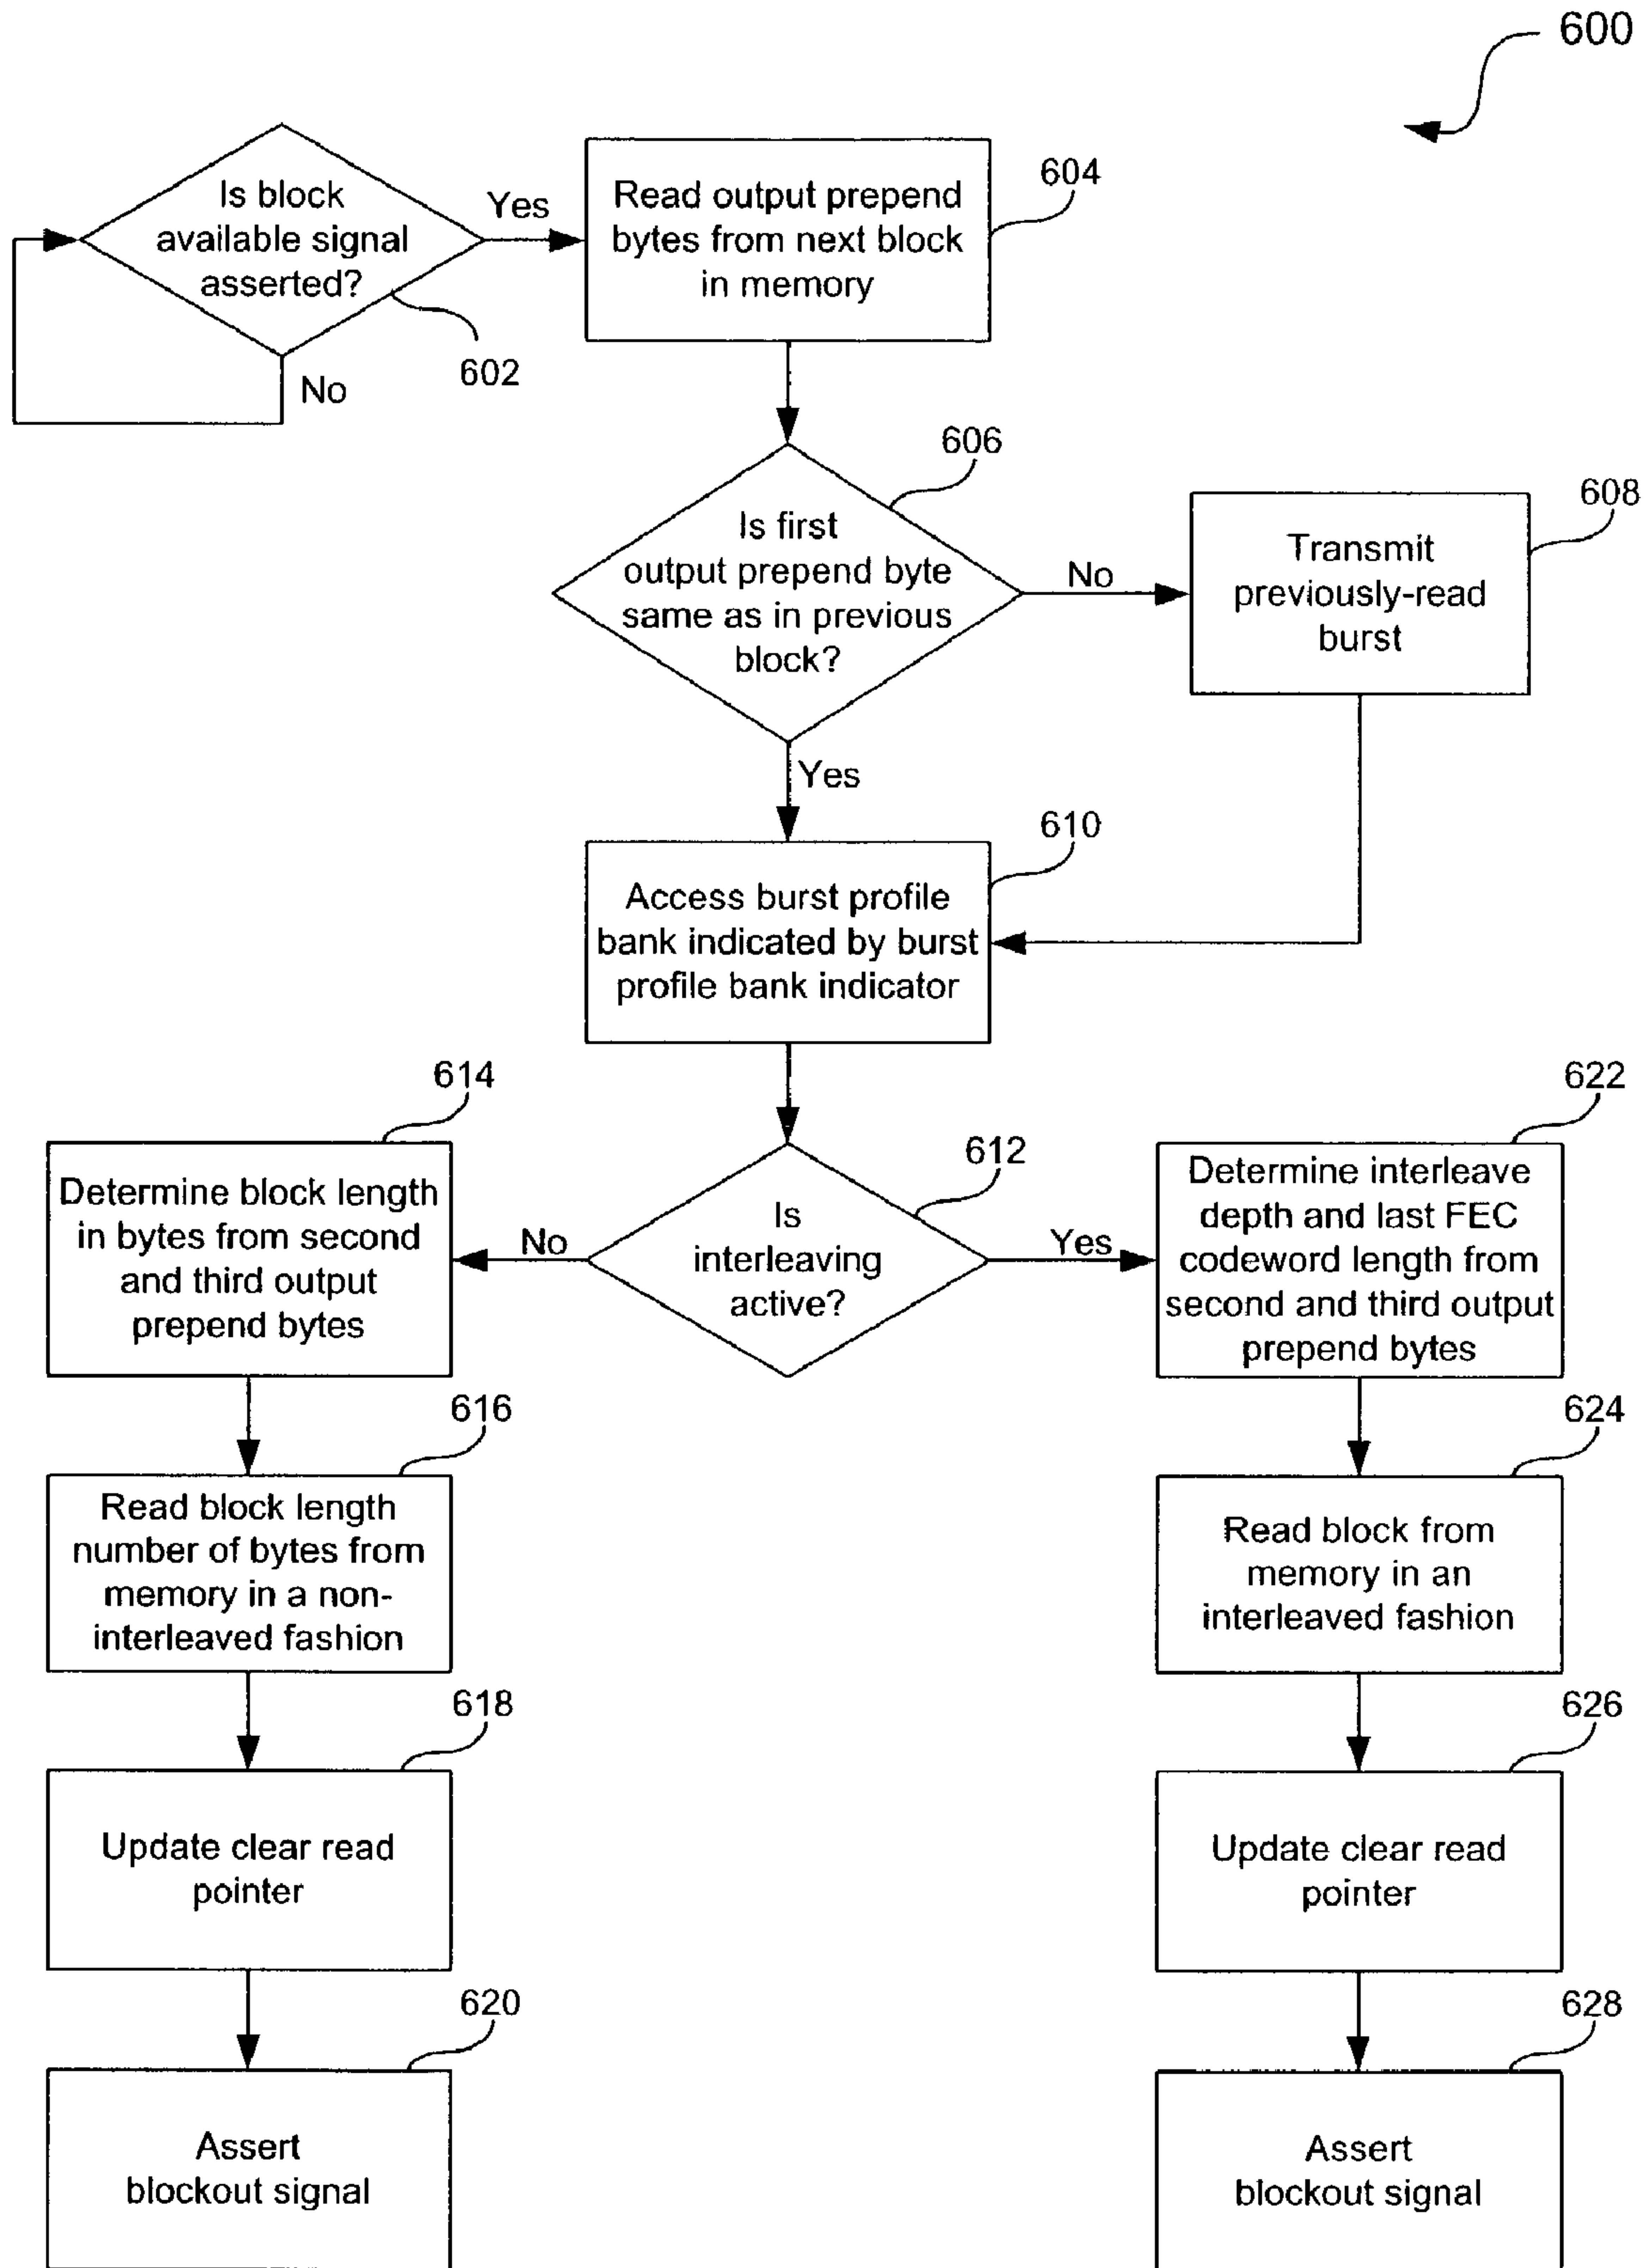 600
Is block
available signal
asserted?
Yes
No
602
Read output prepend
bytes from next block
in memory
604
606
Is first
output prepend byte
same as in previous
block?
No
Yes
608
Transmit
previously-read
burst
610
Access burst profile
bank indicated by burst
profile bank indicator
612
Is
interleaving
active?
No
Yes
614
Determine block length
in bytes from second
and third output
prepend bytes
616
Read block length
number of bytes from
memory in a non-
interleaved fashion
618
Update clear read
pointer
620
Assert
blockout signal
622
Determine interleave
depth and last FEC
codeword length from
second and third output
prepend bytes
624
Read block from
memory in an
interleaved fashion
626
Update clear read
pointer
628
Assert
blockout signal